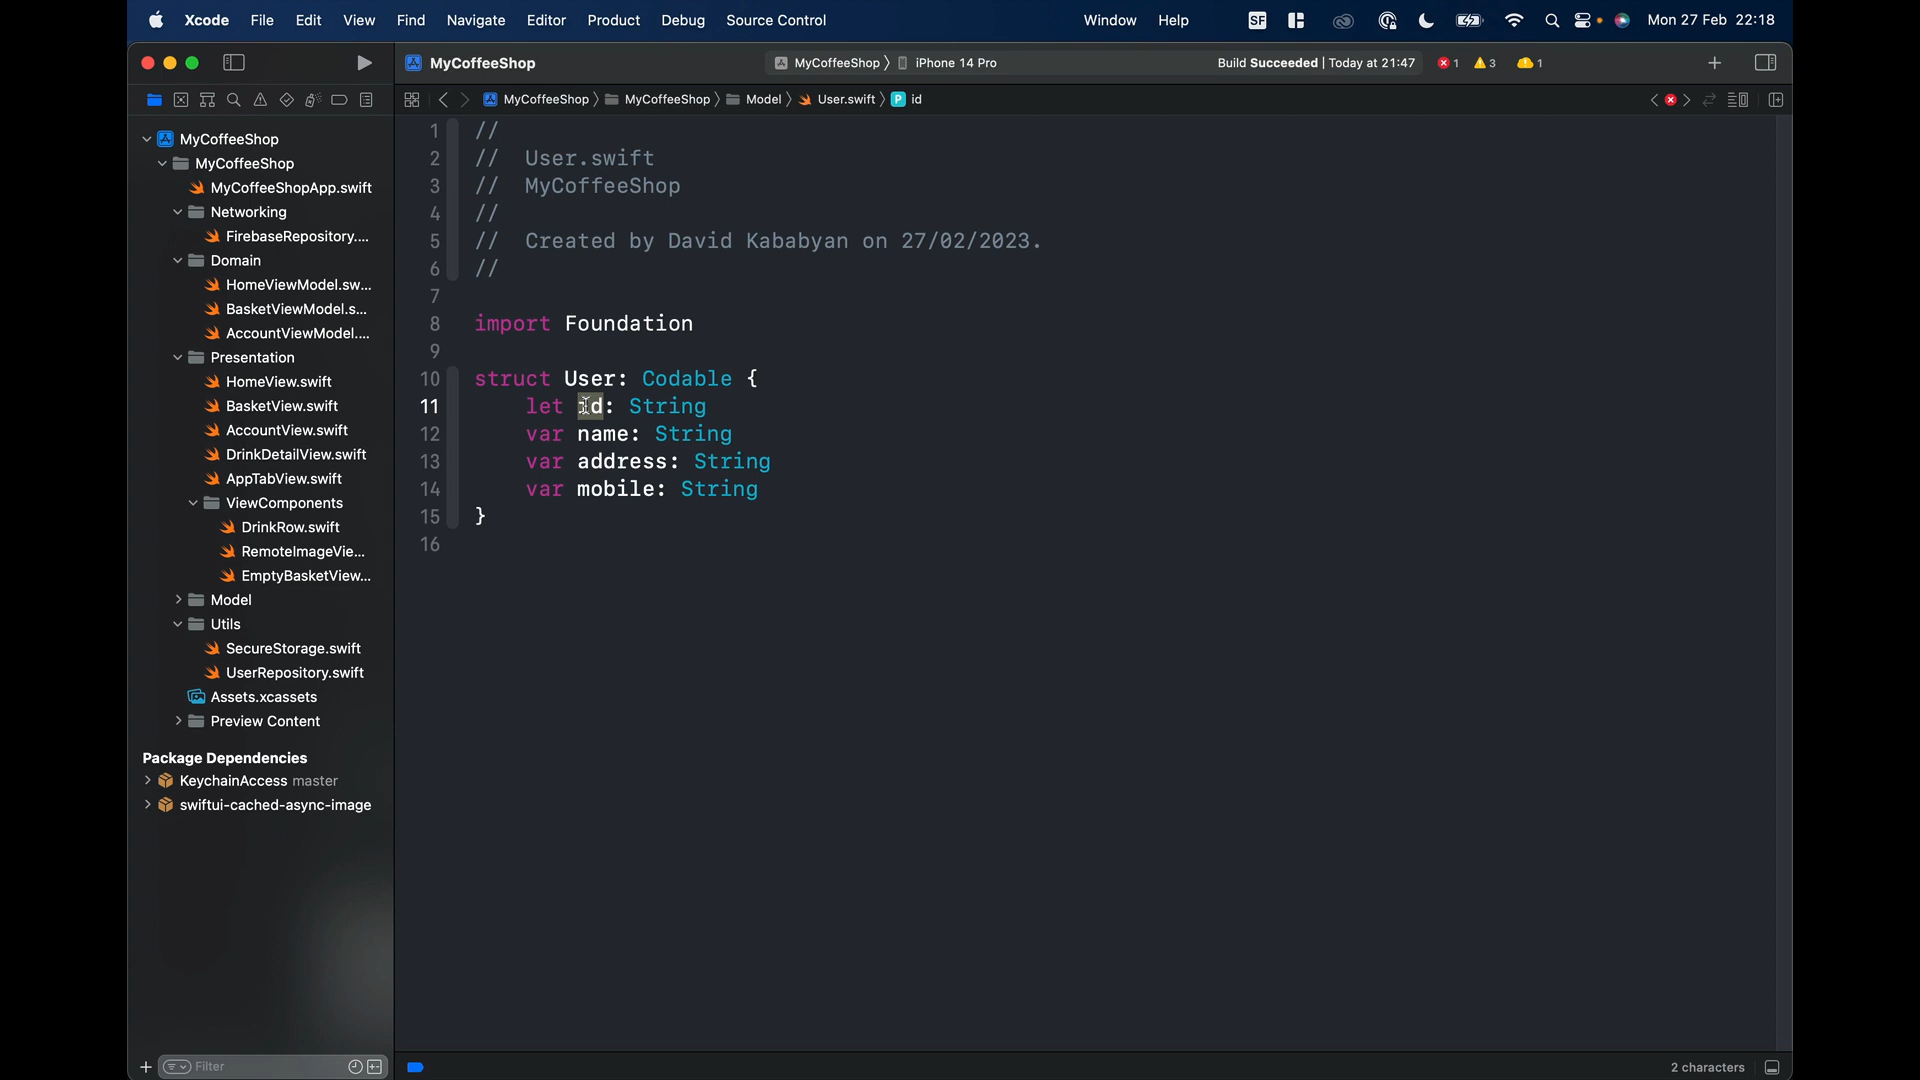 Xcode File Edit View Find Navigate Editor Product Debug Source Control Window Help SF Mon 27 Feb 22:18
MyCoffeeShop MyCoffeeShop 〉 iPhone 14 Pro Build Succeeded | Today at 21:47 1 3 1
MyCoffeeShop 〉 MyCoffeeShop 〉 Model 〉 User.swift 〉 P id
MyCoffeeShop
MyCoffeeShop
MyCoffeeShopApp.swift
Networking
FirebaseRepository....
Domain
HomeViewModel.sw...
BasketViewModel.s...
AccountViewModel....
Presentation
HomeView.swift
BasketView.swift
AccountView.swift
DrinkDetailView.swift
AppTabView.swift
ViewComponents
DrinkRow.swift
RemoteImageVie...
EmptyBasketView...
Model
Utils
SecureStorage.swift
UserRepository.swift
Assets.xcassets
Preview Content
Package Dependencies
KeychainAccess master
swiftui-cached-async-image
Filter
1 //
2 // User.swift
3 // MyCoffeeShop
4 //
5 // Created by David Kababyan on 27/02/2023.
6 //
7
8 import Foundation
9
10 struct User: Codable {
11 let id: String
12 var name: String
13 var address: String
14 var mobile: String
15 }
16
2 characters